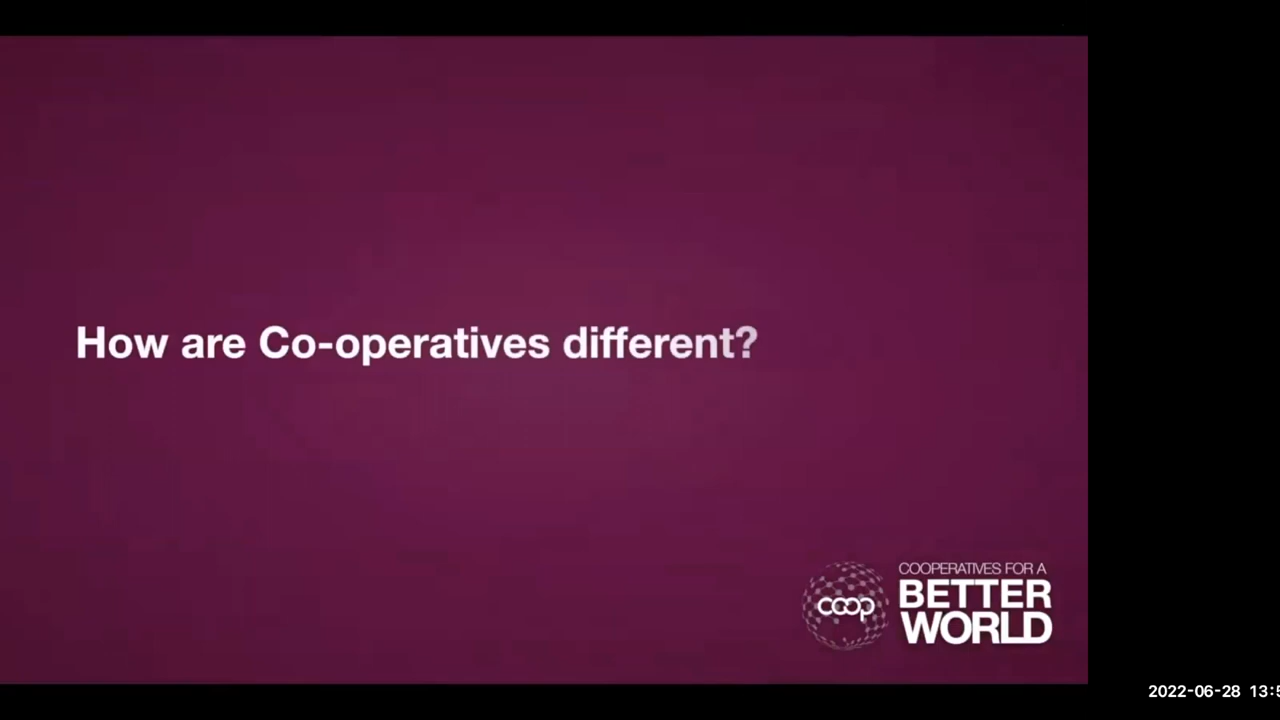 How are Co-operatives different?
COOPERATIVES FOR A
BETTER
WORLD
coop
2022-06-28 13:5